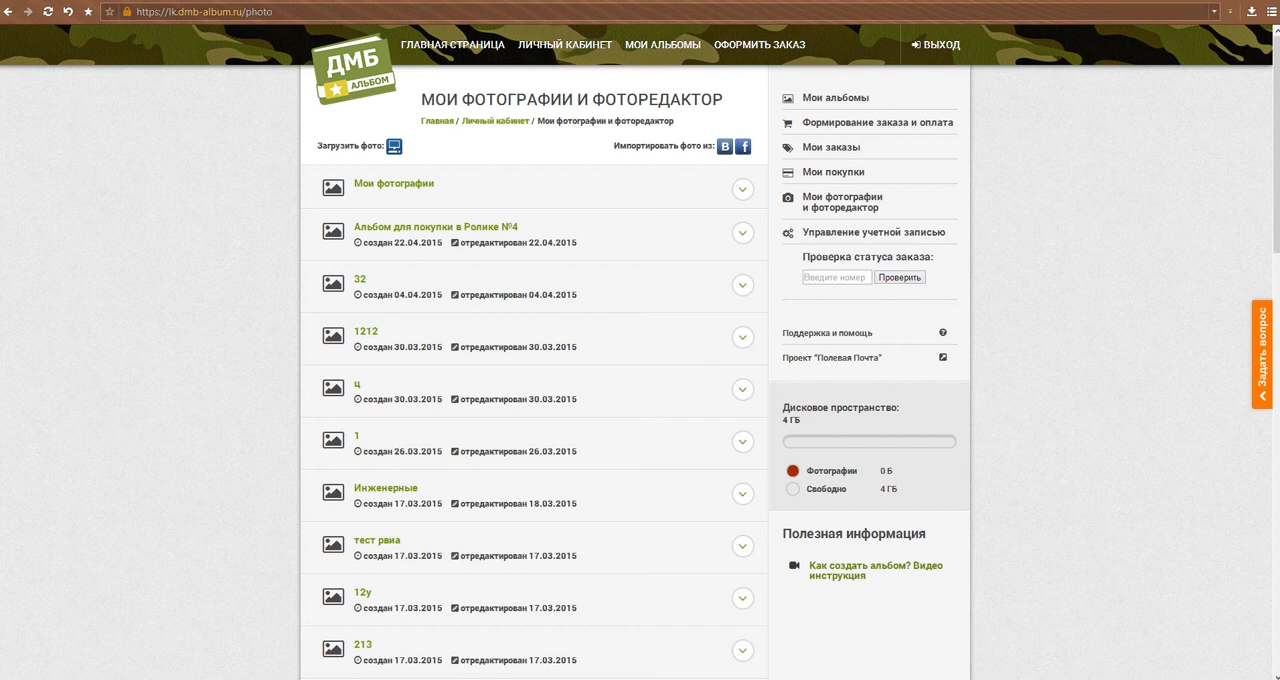 https://lk.dmb-album.ru/photo
ДМБ
АЛЬБОМ
ГЛАВНАЯ СТРАНИЦА
ЛИЧНЫЙ КАБИНЕТ
МОИ АЛЬБОМЫ
ОФОРМИТЬ ЗАКАЗ
ВЫХОД
МОИ ФОТОГРАФИИ И ФОТОРЕДАКТОР
Главная / Личный кабинет / Мои фотографии и фоторедактор
Загрузить фото:
Импортировать фото из: B f
Мои фотографии
Альбом для покупки в Ролике №4
создан 22.04.2015 отредактирован 22.04.2015
32
создан 04.04.2015 отредактирован 04.04.2015
1212
создан 30.03.2015 отредактирован 30.03.2015
ц
создан 30.03.2015 отредактирован 30.03.2015
1
создан 26.03.2015 отредактирован 26.03.2015
Инженерные
создан 17.03.2015 отредактирован 18.03.2015
тест рвиа
создан 17.03.2015 отредактирован 17.03.2015
12у
создан 17.03.2015 отредактирован 17.03.2015
213
создан 17.03.2015 отредактирован 17.03.2015
Мои альбомы
Формирование заказа и оплата
Мои заказы
Мои покупки
Мои фотографии
и фоторедактор
Управление учетной записью
Проверка статуса заказа:
Введите номер Проверить
Поддержка и помощь
Проект "Полевая Почта"
Дисковое пространство:
4 ГБ
Фотографии 0 Б
Свободно 4 ГБ
Полезная информация
Как создать альбом? Видео
инструкция
Задать вопрос